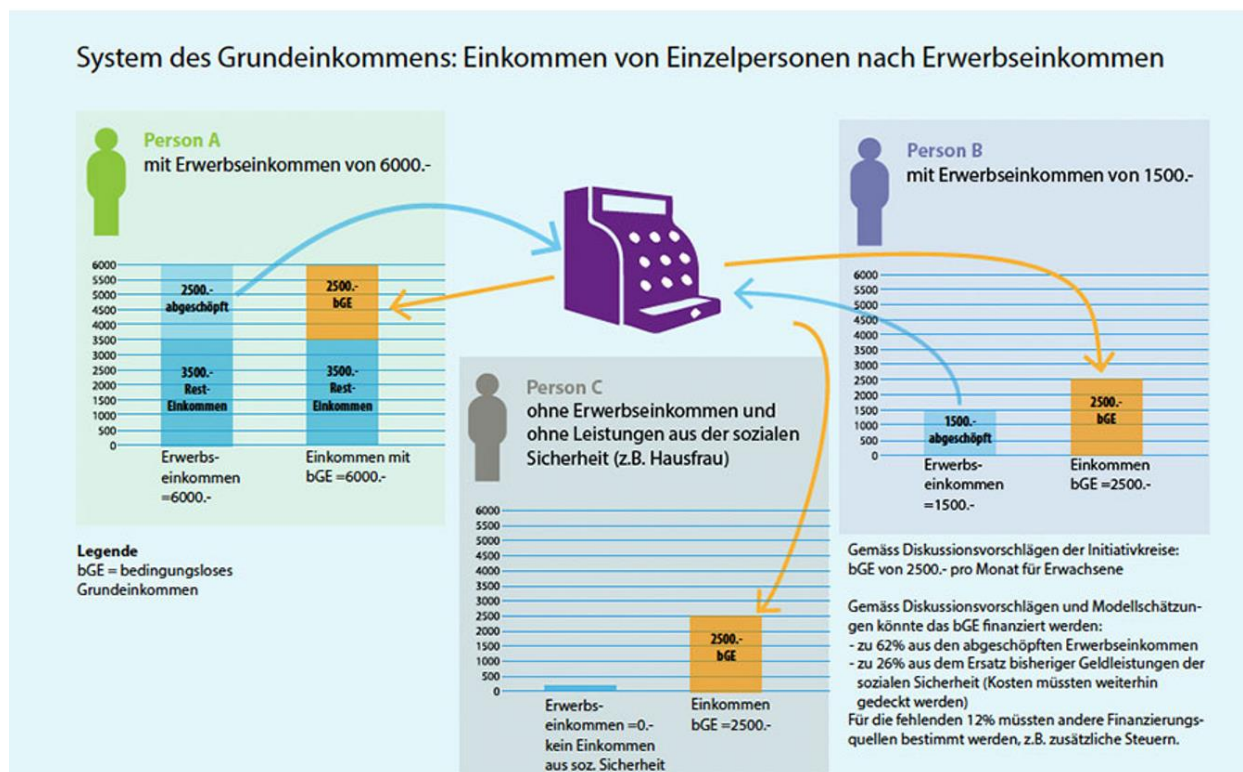 System des Grundeinkommens: Einkommen von Einzelpersonen nach Erwerbseinkommen
Person A
mit Erwerbseinkommen von 6000.-
6000
5500
5000
4500
4000
3500
3000
2500
2000
1500
1000
500
0
2500.-
abgeschöpft
3500.-
Rest-
Einkommen
2500.-
bGE
3500.-
Rest-
Einkommen
Erwerbs-
einkommen
=6000.-
Einkommen mit
bGE =6000.-
Person B
mit Erwerbseinkommen von 1500.-
6000
5500
5000
4500
4000
3500
3000
2500
2000
1500
1000
500
0
1500.-
abgeschöpft
2500.-
bGE
Erwerbs-
einkommen
=1500.-
Einkommen
bGE =2500.-
Person C
ohne Erwerbseinkommen und
ohne Leistungen aus der sozialen
Sicherheit (z.B. Hausfrau)
6000
5500
5000
4500
4000
3500
3000
2500
2000
1500
1000
500
0
2500.-
bGE
Erwerbs-
einkommen =0.-
kein Einkommen
aus soz. Sicherheit
Einkommen
bGE =2500.-
Legende
bGE = bedingungsloses
Grundeinkommen
Gemäss Diskussionsvorschlägen der Initiativkreise:
bGE von 2500.- pro Monat für Erwachsene
Gemäss Diskussionsvorschlägen und Modellschätzun-
gen könnte das bGE finanziert werden:
- zu 62% aus den abgeschöpften Erwerbseinkommen
- zu 26% aus dem Ersatz bisheriger Geldleistungen der
sozialen Sicherheit (Kosten müssten weiterhin
gedeckt werden)
Für die fehlenden 12% müssten andere Finanzierungs-
quellen bestimmt werden, z.B. zusätzliche Steuern.